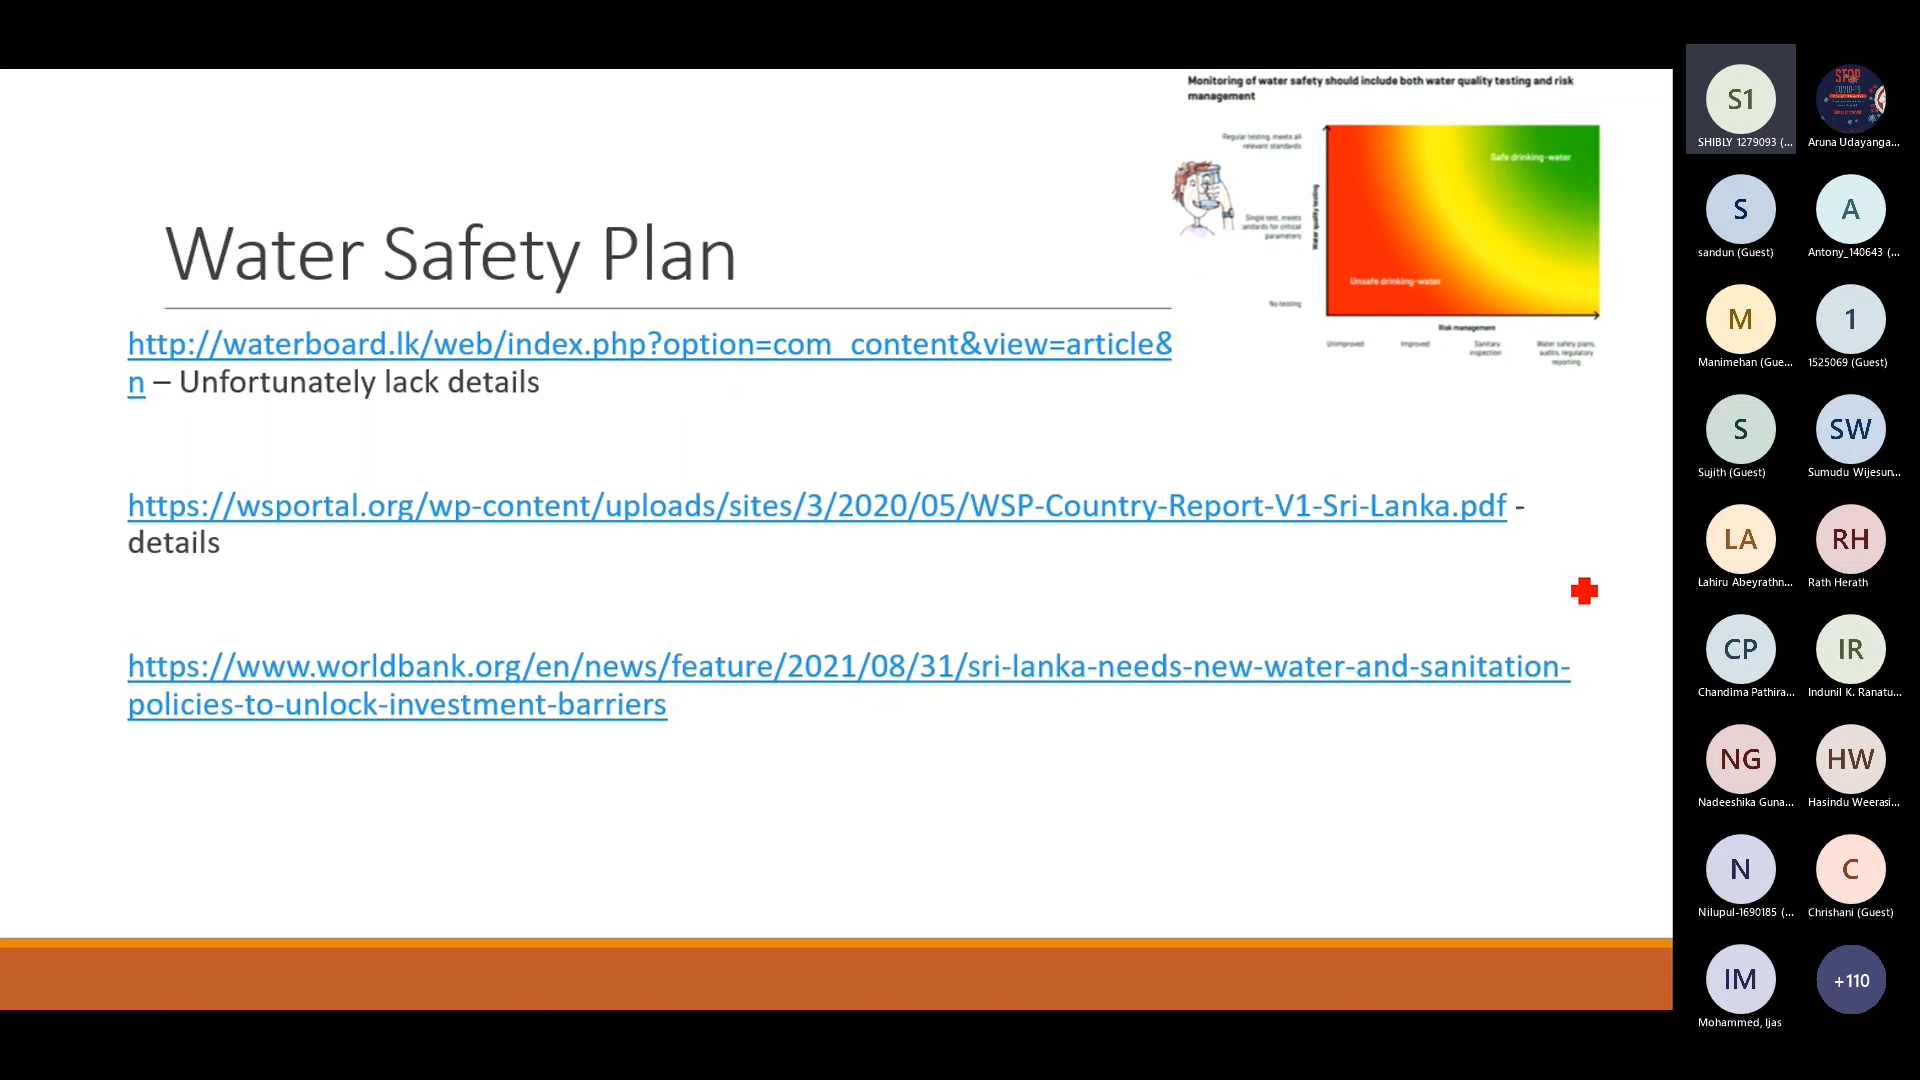 Monitoring of water safety should include both water quality testing and risk
management
Regular testing, meets all
relevant standards
Safe drinking-water
Water quality testing
Single test, meets
andards for critical
parameters
Unsafe drinking-water
No testing
Risk management
Unimproved
Improved
Sanitary
inspection
Water safety plans,
audits, regulatory
reporting
Water Safety Plan
http://waterboard.lk/web/index.php?option=com_content&view=article&
n – Unfortunately lack details
https://wsportal.org/wp-content/uploads/sites/3/2020/05/WSP-Country-Report-V1-Sri-Lanka.pdf -
details
https://www.worldbank.org/en/news/feature/2021/08/31/sri-lanka-needs-new-water-and-sanitation-
policies-to-unlock-investment-barriers
S1
SHIBLY 1279093 (...
STOP
COVID-19
Aruna Udayanga...
S
sandun (Guest)
A
Antony_140643 (...
M
Manimehan (Gue...
1
1525069 (Guest)
S
Sujith (Guest)
SW
Sumudu Wijesun...
LA
Lahiru Abeyrathn...
RH
Rath Herath
CP
Chandima Pathira...
IR
Indunil K. Ranatu...
NG
Nadeeshika Guna...
HW
Hasindu Weerasi...
N
Nilupul-1690185 (...
C
Chrishani (Guest)
IM
Mohammed, Ijas
+110